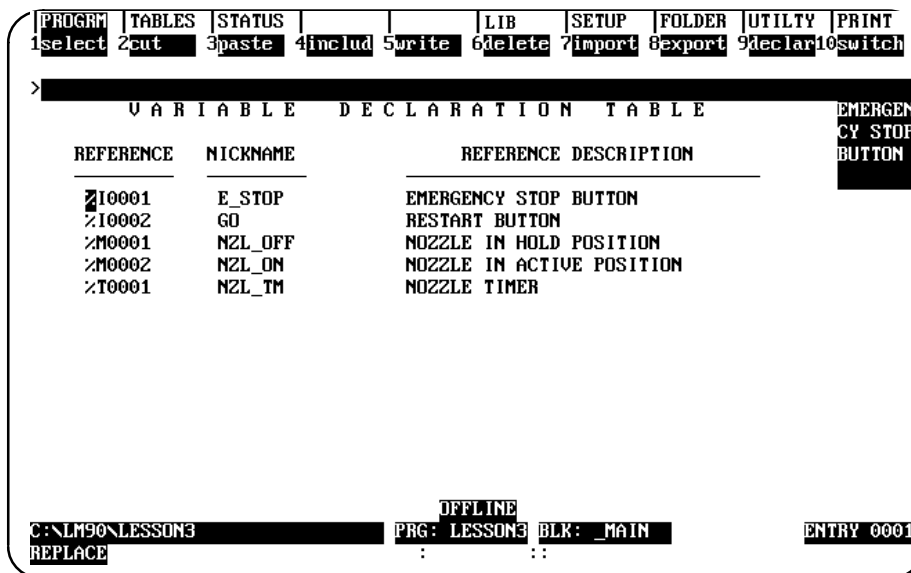 PROGRM |TABLES |STATUS | | |LIB |SETUP |FOLDER |UTILTY |PRINT
1select 2cut 3paste 4includ 5write 6delete 7import 8export 9declar10switch
>
V A R I A B L E D E C L A R A T I O N T A B L E
EMERGEN
CY STOP
BUTTON
REFERENCE NICKNAME REFERENCE DESCRIPTION
%I0001 E_STOP EMERGENCY STOP BUTTON
%I0002 GO RESTART BUTTON
%M0001 NZL_OFF NOZZLE IN HOLD POSITION
%M0002 NZL_ON NOZZLE IN ACTIVE POSITION
%T0001 NZL_TM NOZZLE TIMER
OFFLINE
C:\LM90\LESSON3 PRG: LESSON3 BLK: _MAIN ENTRY 0001
REPLACE : ::